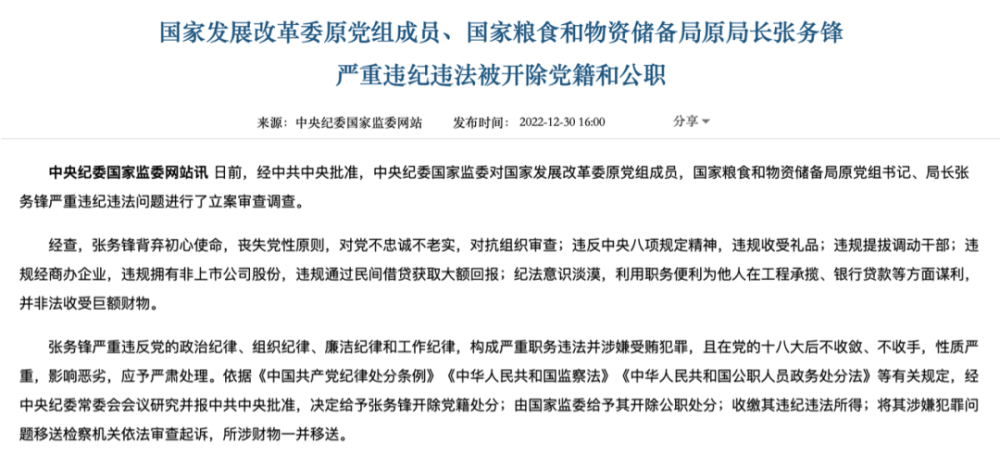 国家发展改革委原党组成员、国家粮食和物资储备局原局长张务锋
严重违纪违法被开除党籍和公职
来源：中央纪委国家监委网站 发布时间：2022-12-30 16:00 分享
中央纪委国家监委网站讯 日前，经中共中央批准，中央纪委国家监委对国家发展改革委原党组成员，国家粮食和物资储备局原党组书记、局长张
务锋严重违纪违法问题进行了立案审查调查。
经查，张务锋背弃初心使命，丧失党性原则，对党不忠诚不老实，对抗组织审查；违反中央八项规定精神，违规收受礼品；违规提拔调动干部；违
规经商办企业，违规拥有非上市公司股份，违规通过民间借贷获取大额回报；纪法意识淡漠，利用职务便利为他人在工程承揽、银行贷款等方面谋利，
并非法收受巨额财物。
张务锋严重违反党的政治纪律、组织纪律、廉洁纪律和工作纪律，构成严重职务违法并涉嫌受贿犯罪，且在党的十八大后不收敛、不收手，性质严
重，影响恶劣，应予严肃处理。依据《中国共产党纪律处分条例》《中华人民共和国监察法》《中华人民共和国公职人员政务处分法》等有关规定，经
中央纪委常委会会议研究并报中共中央批准，决定给予张务锋开除党籍处分；由国家监委给予其开除公职处分；收缴其违纪违法所得；将其涉嫌犯罪问
题移送检察机关依法审查起诉，所涉财物一并移送。